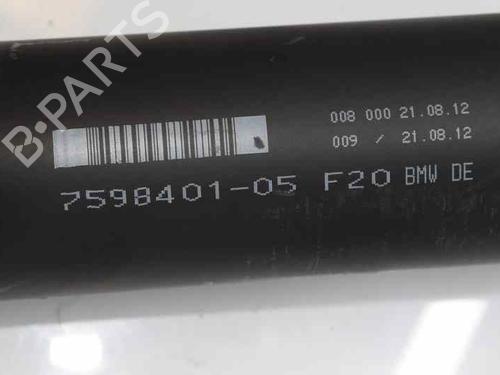 B-PARTS
008 000 21.08.12
009 / 21.08.12
7598401-05 F20 BMW DE